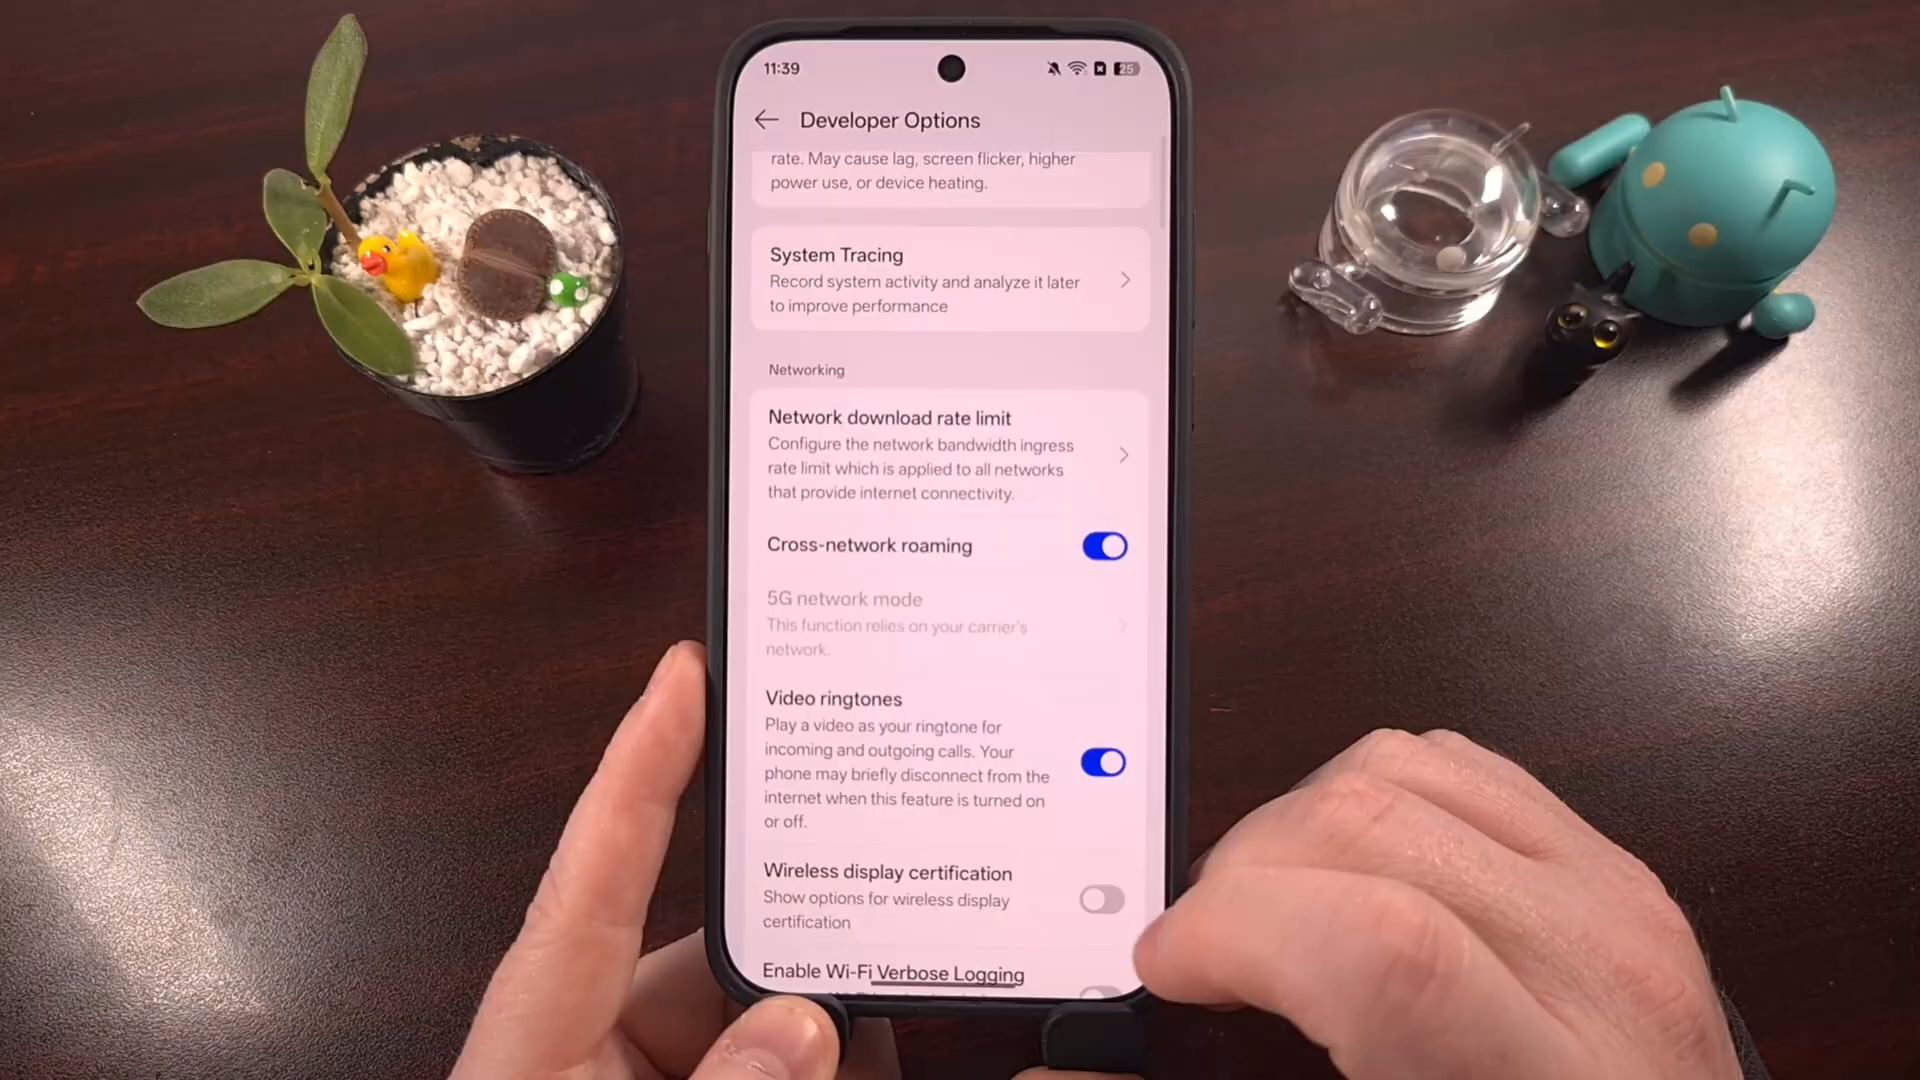 11:39
25
Developer Options
rate. May cause lag, screen flicker, higher
power use, or device heating.
System Tracing
Record system activity and analyze it later
to improve performance
Networking
Network download rate limit
Configure the network bandwidth ingress
rate limit which is applied to all networks
that provide internet connectivity.
Cross-network roaming
5G network mode
This function relies on your carrier's
network.
Video ringtones
Play a video as your ringtone for
incoming and outgoing calls. Your
phone may briefly disconnect from the
internet when this feature is turned on
or off.
Wireless display certification
Show options for wireless display
certification
Enable Wi-Fi Verbose Logging